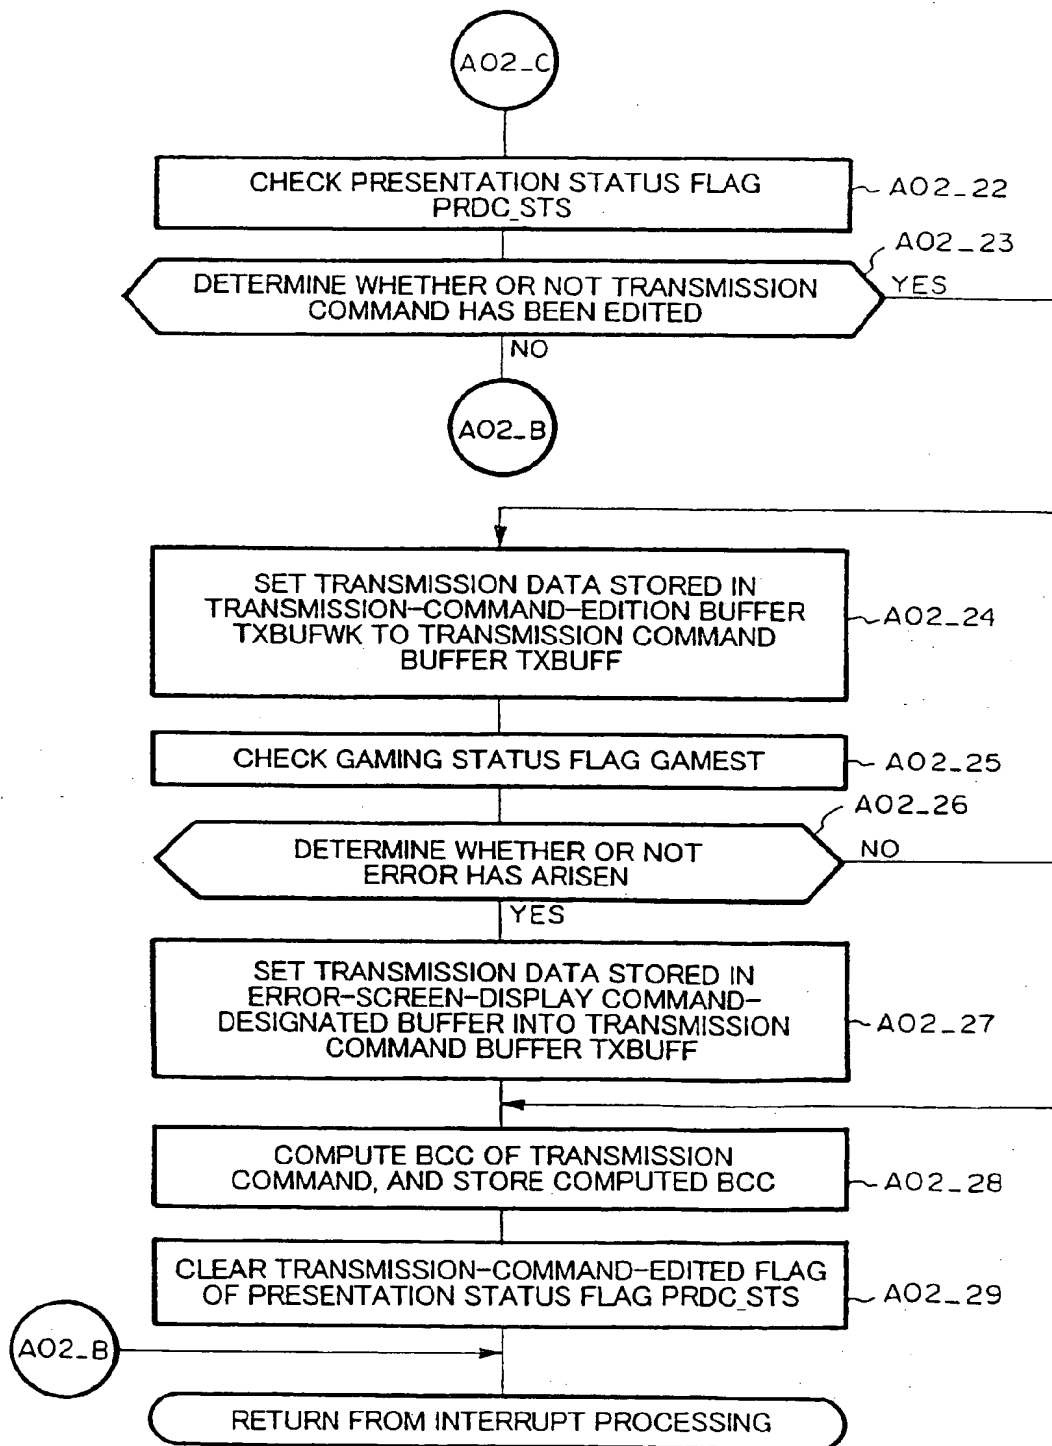 A02_C
CHECK PRESENTATION STATUS FLAG
PRDC_STS
A02_22
A02_23
DETERMINE WHETHER OR NOT TRANSMISSION
COMMAND HAS BEEN EDITED
YES
NO
A02_B
SET TRANSMISSION DATA STORED IN
TRANSMISSION-COMMAND-EDITION BUFFER
TXBUFWK TO TRANSMISSION COMMAND
BUFFER TXBUFF
A02_24
CHECK GAMING STATUS FLAG GAMEST
A02_25
A02_26
DETERMINE WHETHER OR NOT
ERROR HAS ARISEN
NO
YES
SET TRANSMISSION DATA STORED IN
ERROR-SCREEN-DISPLAY COMMAND-
DESIGNATED BUFFER INTO TRANSMISSION
COMMAND BUFFER TXBUFF
A02_27
COMPUTE BCC OF TRANSMISSION
COMMAND, AND STORE COMPUTED BCC
A02_28
CLEAR TRANSMISSION-COMMAND-EDITED FLAG
OF PRESENTATION STATUS FLAG PRDC_STS
A02_29
A02_B
RETURN FROM INTERRUPT PROCESSING